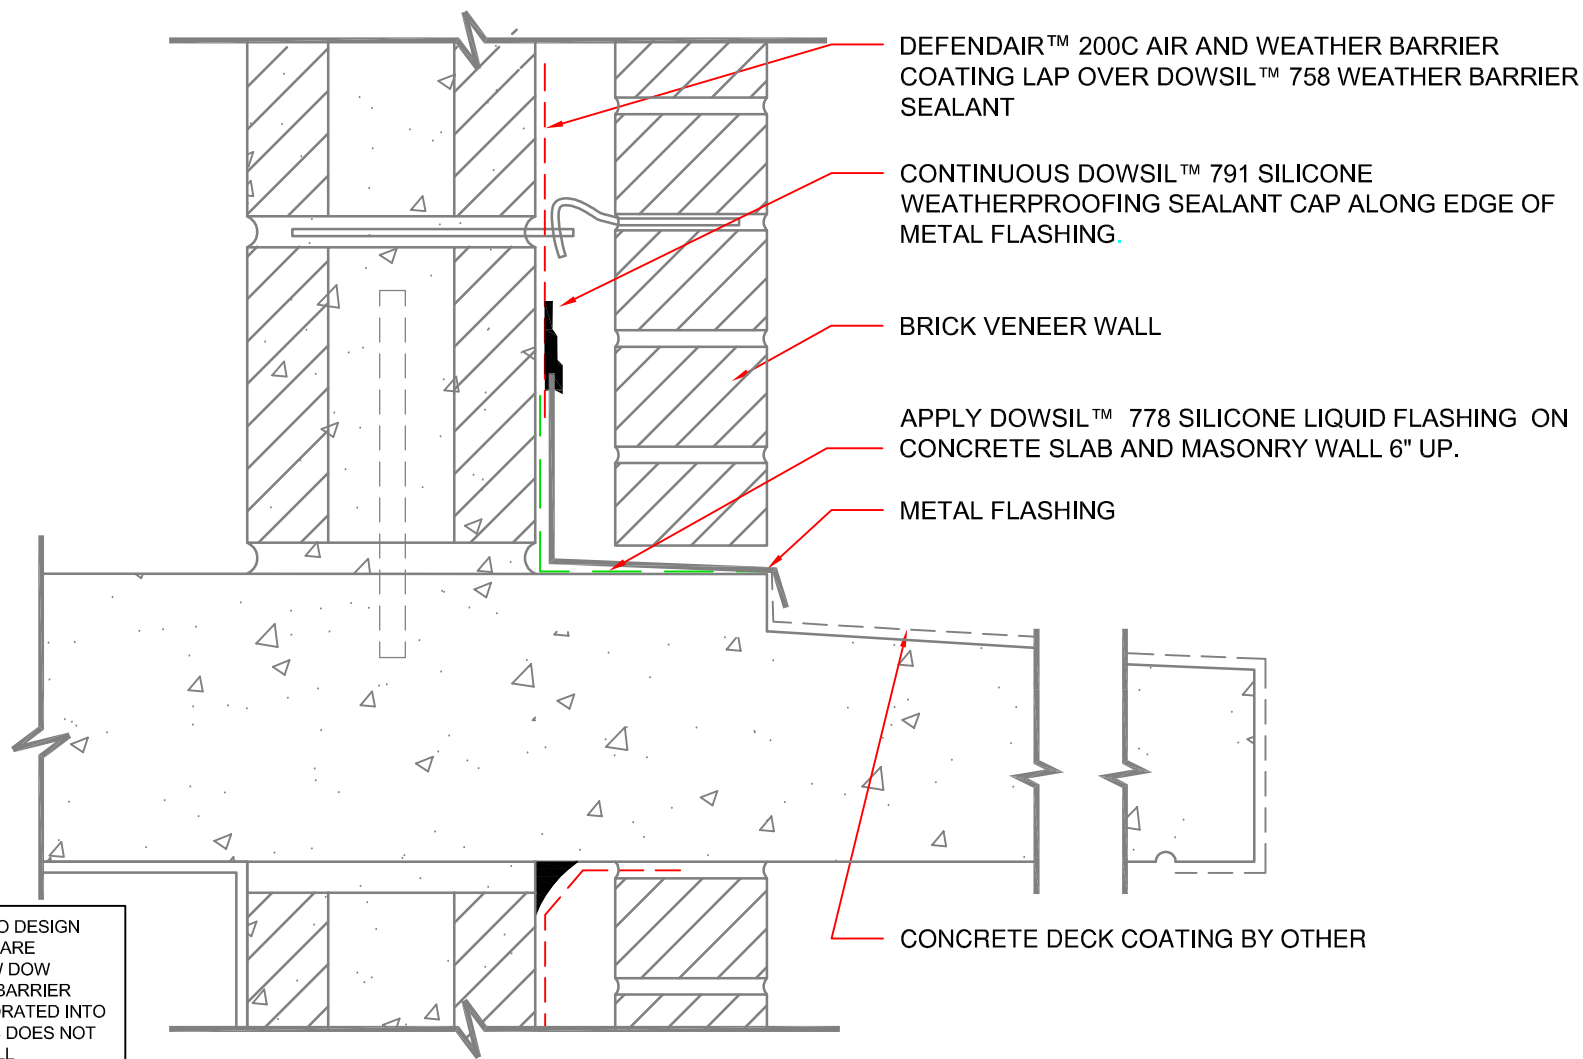 DEFENDAIR™ 200C AIR AND WEATHER BARRIER
COATING LAP OVER DOWSIL™ 758 WEATHER BARRIER
SEALANT
CONTINUOUS DOWSIL™ 791 SILICONE
WEATHERPROOFING SEALANT CAP ALONG EDGE OF
METAL FLASHING.
BRICK VENEER WALL
APPLY DOWSIL™ 778 SILICONE LIQUID FLASHING ON
CONCRETE SLAB AND MASONRY WALL 6" UP.
METAL FLASHING
CONCRETE DECK COATING BY OTHER
DESIGN
ARE
DOW
BARRIER
INTO
DOES NOT